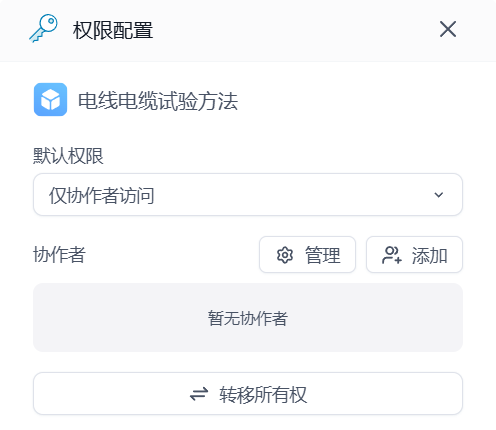 权限配置
电线电缆试验方法
默认权限
仅协作者访问
协作者
管理
添加
暂无协作者
转移所有权